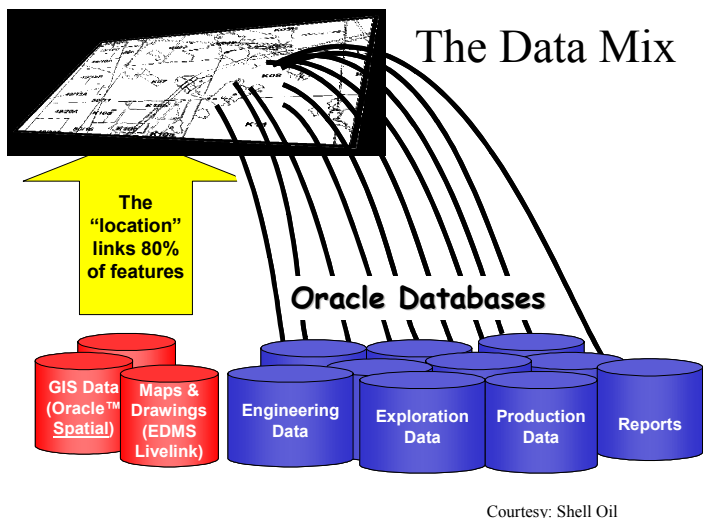 The Data Mix
K08
The
“location”
links 80%
of features
Oracle Databases
GIS Data
(Oracle™
Spatial)
Maps &
Drawings
(EDMS
Livelink)
Engineering
Data
Exploration
Data
Production
Data
Reports
Courtesy: Shell Oil